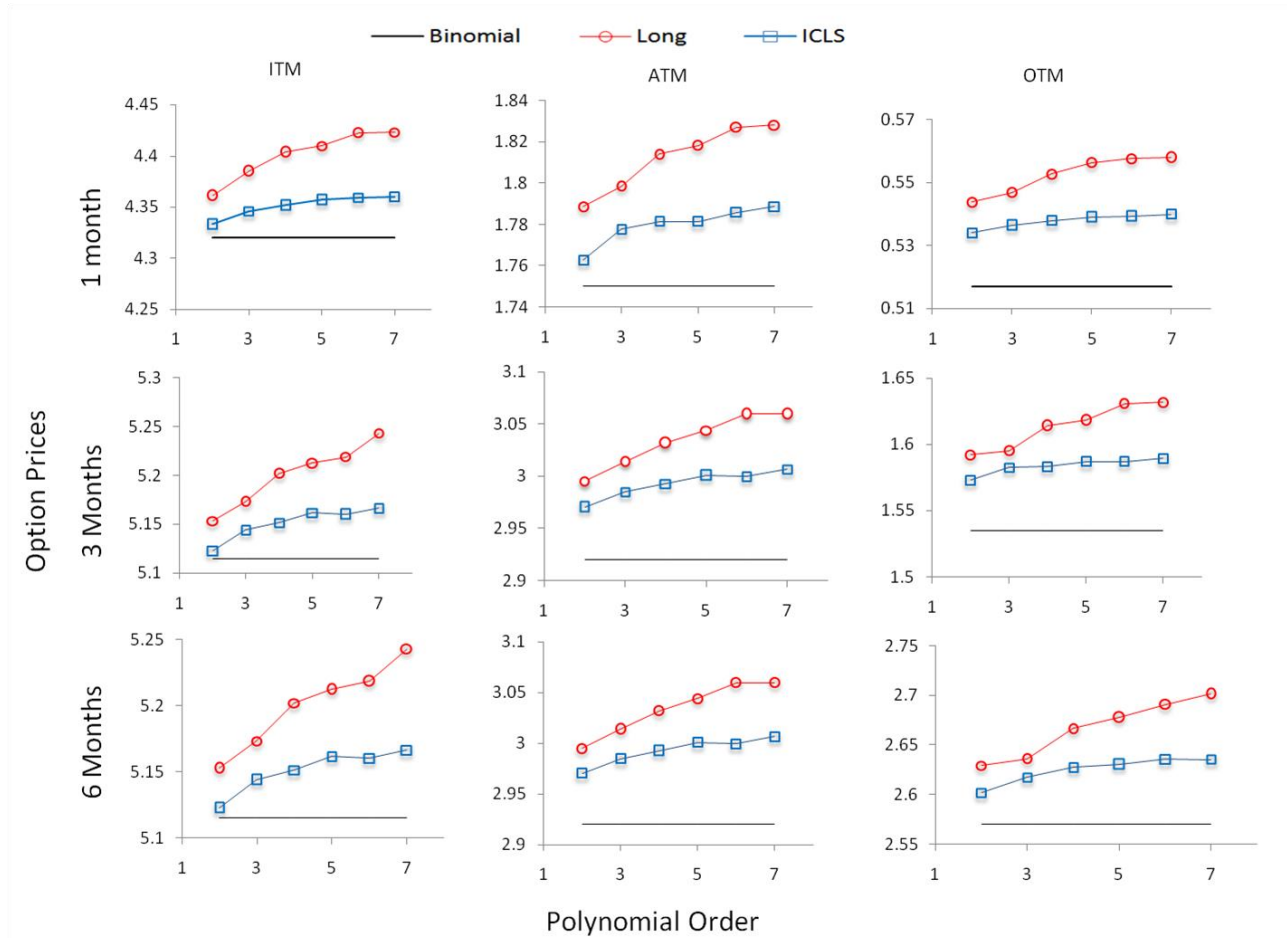 Binomial Long ICLS
ITM ATM OTM
Option Prices
1 month
4.45
4.4
4.35
4.3
4.25
1 3 5 7
1.84
1.82
1.8
1.78
1.76
1.74
1 3 5 7
0.57
0.55
0.53
0.51
1 3 5 7
3 Months
5.3
5.25
5.2
5.15
5.1
1 3 5 7
3.1
3.05
3
2.95
2.9
1 3 5 7
1.65
1.6
1.55
1.5
1 3 5 7
6 Months
5.25
5.2
5.15
5.1
1 3 5 7
3.1
3.05
3
2.95
2.9
1 3 5 7
2.75
2.7
2.65
2.6
2.55
1 3 5 7
Polynomial Order